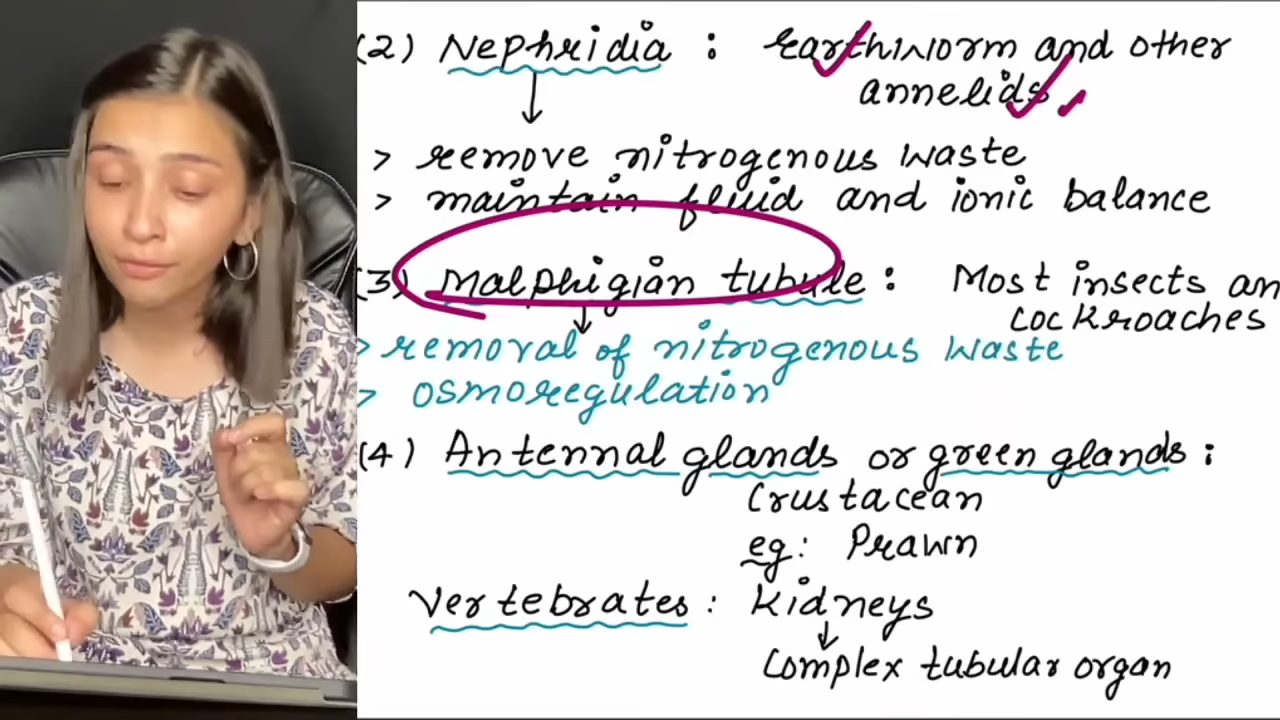 (2) Nephridia : earthworm and other
annelids.
> remove nitrogenous waste
> maintain fluid and ionic balance
(3) Malphigian tubule : Most insects an
cockroaches
> removal of nitrogenous waste
> osmoregulation
(4) Antennal glands or green glands :
Crustacean
eg : Prawn
Vertebrates : Kidneys
Complex tubular organ